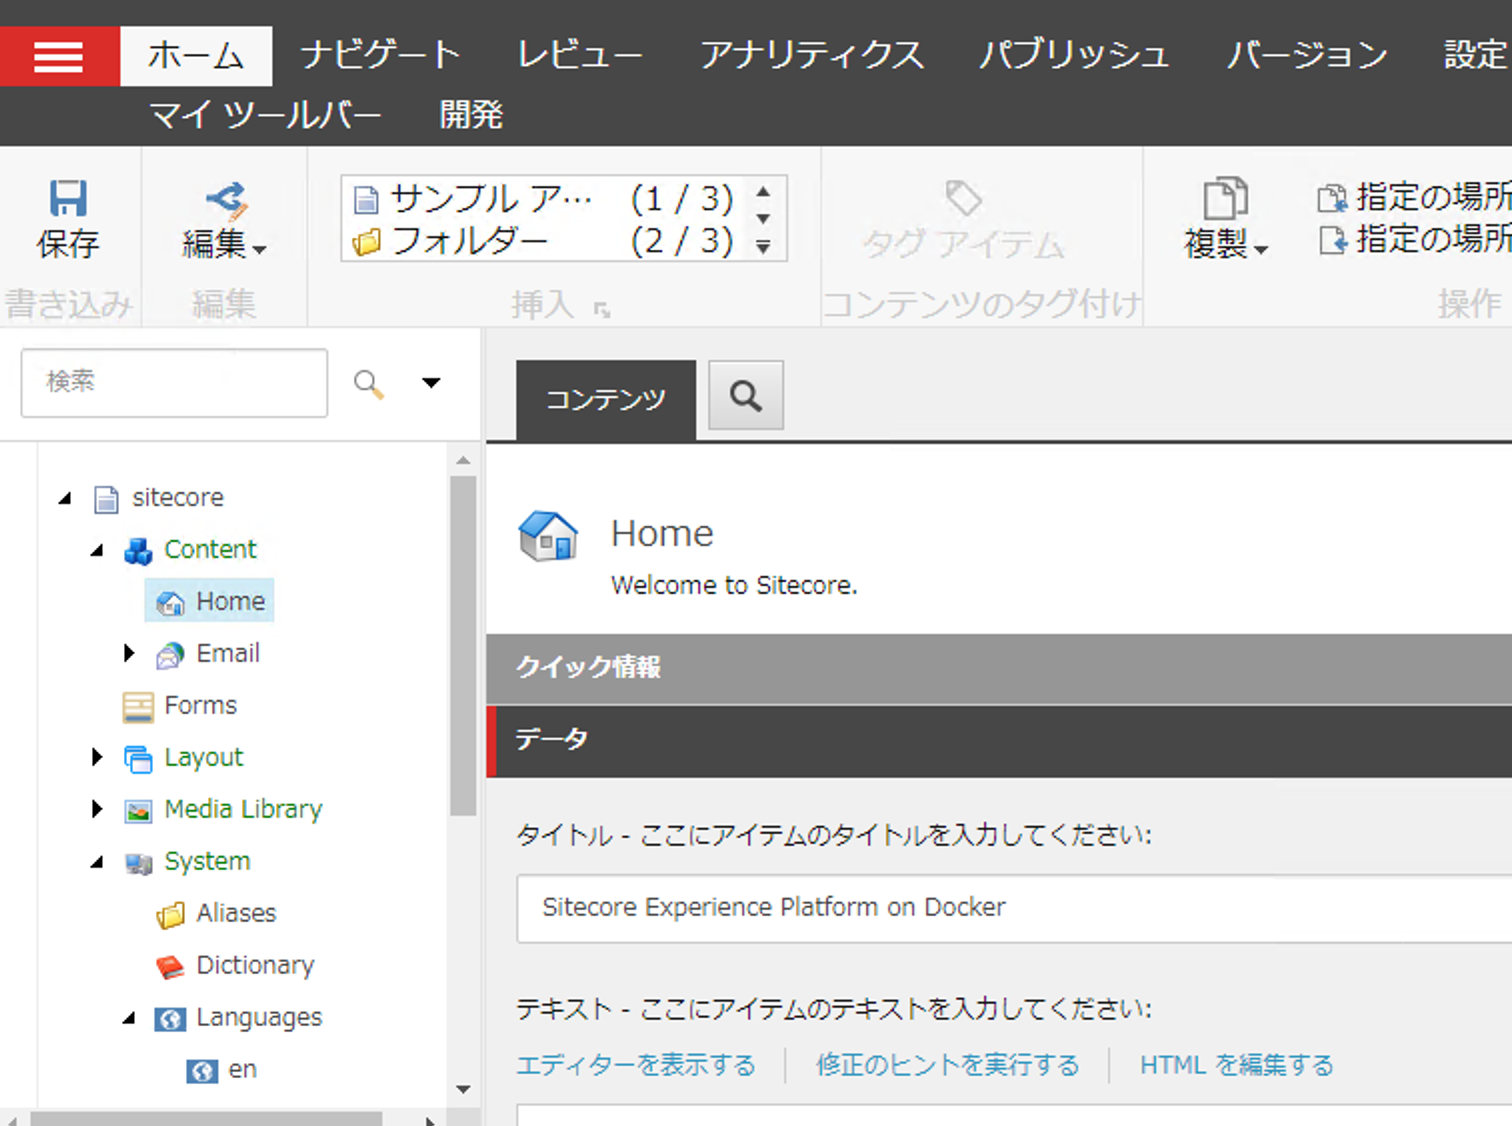 ホーム ナビゲート レビュー アナリティクス パブリッシュ バージョン 設定
マイ ツールバー 開発
保存
編集
サンプル ア… (1 / 3)
フォルダー (2 / 3)
タグ アイテム
複製
指定の場所
指定の場所
書き込み
編集
挿入
コンテンツのタグ付け
操作
検索
コンテンツ
sitecore
Content
Home
Email
Forms
Layout
Media Library
System
Aliases
Dictionary
Languages
en
Home
Welcome to Sitecore.
クイック情報
データ
タイトル - ここにアイテムのタイトルを入力してください:
Sitecore Experience Platform on Docker
テキスト - ここにアイテムのテキストを入力してください:
エディターを表示する 修正のヒントを実行する HTML を編集する